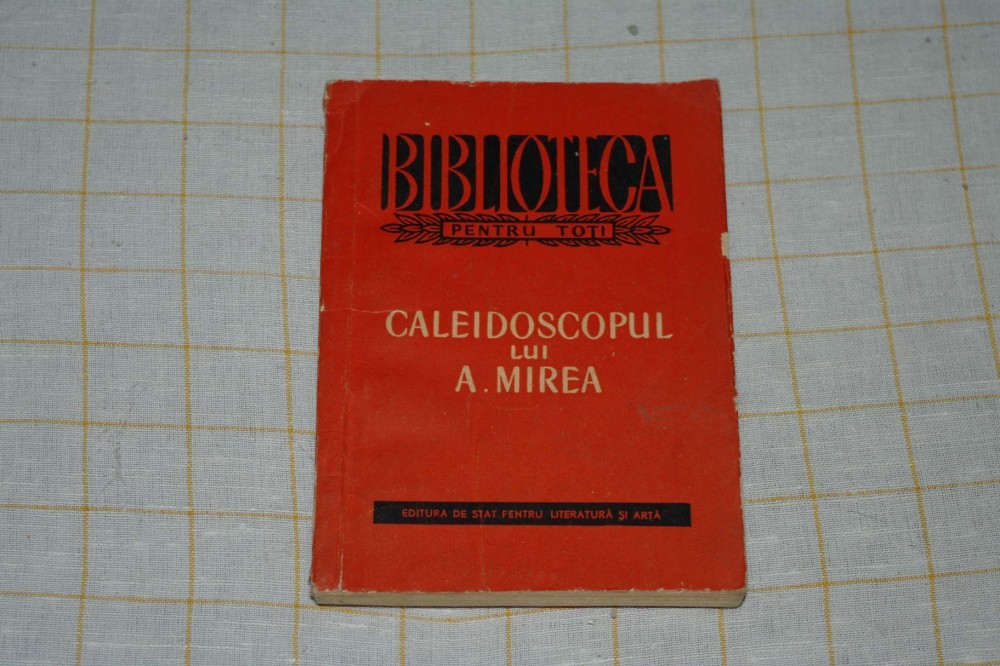 BIBLIOTECA
PENTRU TOȚI
CALEIDOSCOPUL
LUI
A. MIREA
EDITURA DE STAT PENTRU LITERATURĂ ȘI ARTĂ